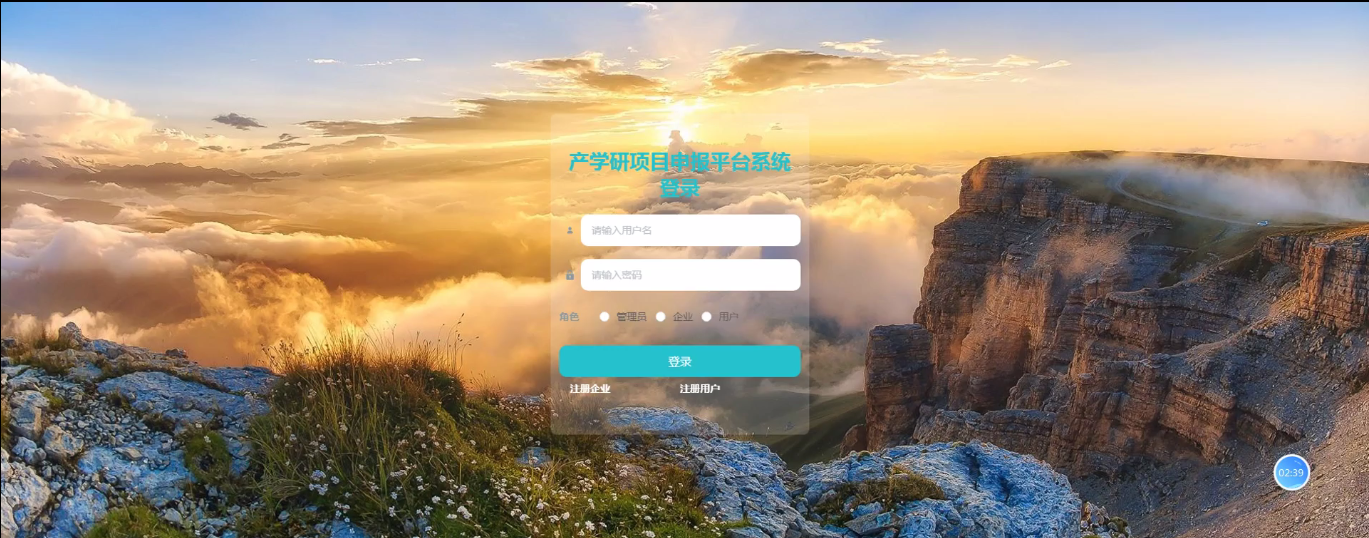 产学研项目申报平台系统
登录
请输入用户名
请输入密码
角色 管理员 企业 用户
登录
注册企业 注册用户
02:39